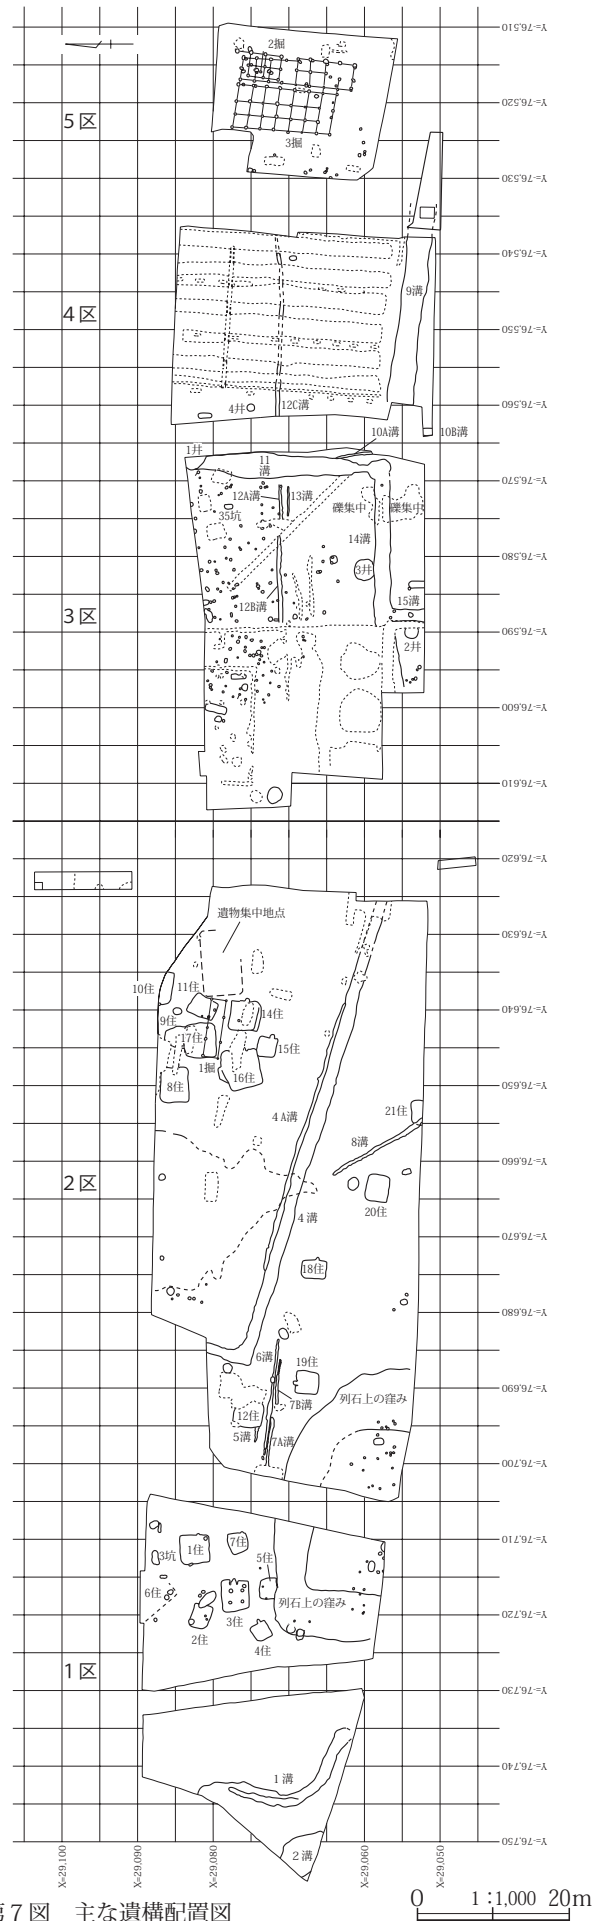 Y=-76,510
2掘
Y=-76,520
5区
3掘
Y=-76,530
Y=-76,540
9溝
4区
Y=-76,550
4井
12C溝
Y=-76,560
10A溝
10B溝
1井
11溝
Y=-76,570
12A溝
13溝
礫集中
礫集中
35坑
14溝
Y=-76,580
3井
12B溝
15溝
3区
Y=-76,590
2井
Y=-76,600
Y=-76,610
Y=-76,620
遺物集中地点
Y=-76,630
10住
11住
9住
14住
Y=-76,640
17住
15住
1掘
16住
8住
Y=-76,650
4A溝
21住
8溝
Y=-76,660
2区
4溝
20住
Y=-76,670
18住
Y=-76,680
6溝
19住
Y=-76,690
7B溝
列石上の窪み
12住
5溝
7A溝
Y=-76,700
3坑
1住
7住
Y=-76,710
5住
6住
列石上の窪み
2住
3住
Y=-76,720
4住
1区
Y=-76,730
Y=-76,740
1溝
2溝
Y=-76,750
X=29,100
X=29,090
X=29,080
X=29,060
X=29,050
第7図 主な遺構配置図
0 1:1,000 20m